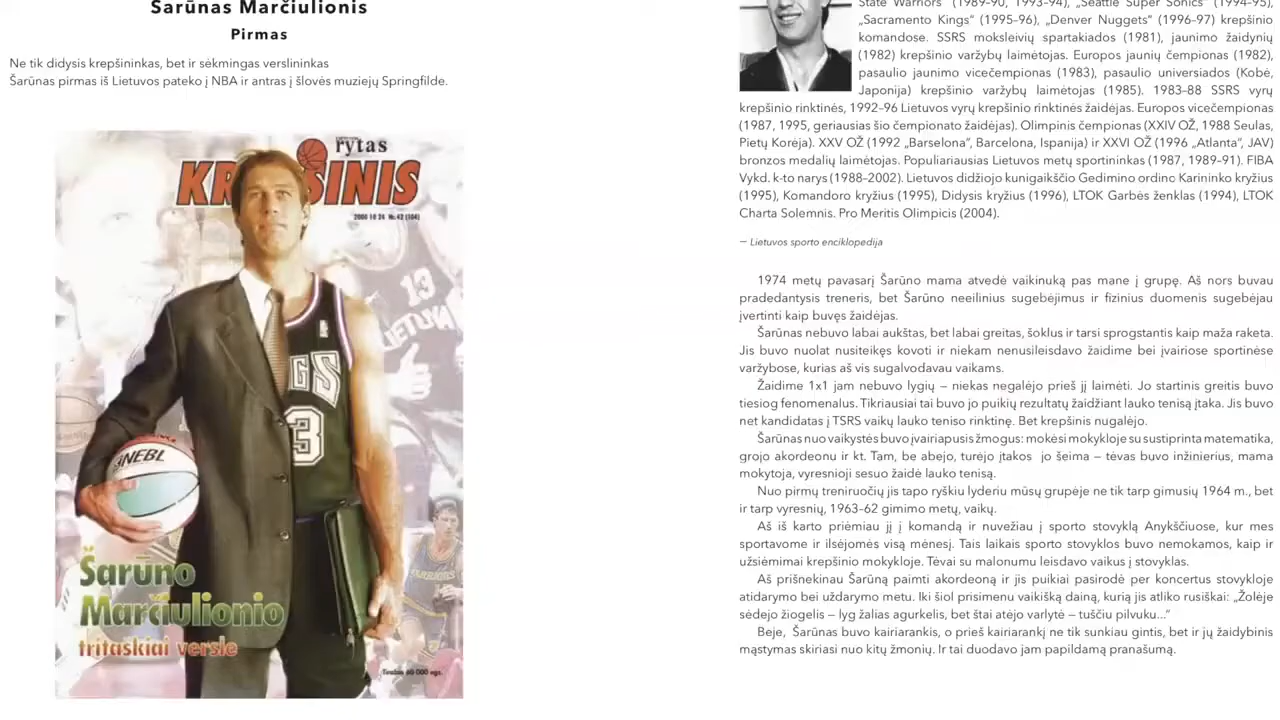 Šarūnas Marčiulionis
Pirmas
Ne tik didysis krepšininkas, bet ir sėkmingas verslininkas
Šarūnas pirmas iš Lietuvos pateko į NBA ir antras į šlovės muziejų Springfilde.
rytas
KR ŠINIS
2000 10 24 Nr. 42 (104)
13
LIETUV
GS
3
NEBL
WARRIORS
Šarūno
Marčiulionio
tritaškiai versle
Tiražas 60 000 egz.
State Warriors“ (1989–90, 1993–94), „Seattle Super Sonics“ (1994–95),
„Sacramento Kings“ (1995–96), „Denver Nuggets“ (1996–97) krepšinio
komandose. SSRS moksleivių spartakiados (1981), jaunimo žaidynių
(1982) krepšinio varžybų laimėtojas. Europos jaunių čempionas (1982),
pasaulio jaunimo vicečempionas (1983), pasaulio universiados (Kobė,
Japonija) krepšinio varžybų laimėtojas (1985). 1983–88 SSRS vyrų
krepšinio rinktinės, 1992–96 Lietuvos vyrų krepšinio rinktinės žaidėjas. Europos vicečempionas
(1987, 1995, geriausias šio čempionato žaidėjas). Olimpinis čempionas (XXIV OŽ, 1988 Seulas,
Pietų Korėja). XXV OŽ (1992 „Barselona“, Barcelona, Ispanija) ir XXVI OŽ (1996 „Atlanta“, JAV)
bronzos medalių laimėtojas. Populiariausias Lietuvos metų sportininkas (1987, 1989–91). FIBA
Vykd. k-to narys (1988–2002). Lietuvos didžiojo kunigaikščio Gedimino ordino Karininko kryžius
(1995), Komandoro kryžius (1995), Didysis kryžius (1996), LTOK Garbės ženklas (1994), LTOK
Charta Solemnis. Pro Meritis Olimpicis (2004).
— Lietuvos sporto enciklopedija
1974 metų pavasarį Šarūno mama atvedė vaikinuką pas mane į grupę. Aš nors buvau
pradedantysis treneris, bet Šarūno neeilinius sugebėjimus ir fizinius duomenis sugebėjau
įvertinti kaip buvęs žaidėjas.
Šarūnas nebuvo labai aukštas, bet labai greitas, šoklus ir tarsi sprogstantis kaip maža raketa.
Jis buvo nuolat nusiteikęs kovoti ir niekam nenusileisdavo žaidime bei įvairiose sportinėse
varžybose, kurias aš vis sugalvodavau vaikams.
Žaidime 1x1 jam nebuvo lygių — niekas negalėjo prieš jį laimėti. Jo startinis greitis buvo
tiesiog fenomenalus. Tikriausiai tai buvo jo puikių rezultatų žaidžiant lauko tenisą įtaka. Jis buvo
net kandidatas į TSRS vaikų lauko teniso rinktinę. Bet krepšinis nugalėjo.
Šarūnas nuo vaikystės buvo įvairiapusis žmogus: mokėsi mokykloje su sustiprinta matematika,
grojo akordeonu ir kt. Tam, be abejo, turėjo įtakos jo šeima — tėvas buvo inžinierius, mama
mokytoja, vyresnioji sesuo žaidė lauko tenisą.
Nuo pirmų treniruočių jis tapo ryškiu lyderiu mūsų grupėje ne tik tarp gimusių 1964 m., bet
ir tarp vyresnių, 1963–62 gimimo metų, vaikų.
Aš iš karto priėmiau jį į komandą ir nuvežiau į sporto stovyklą Anykščiuose, kur mes
sportavome ir ilsėjomės visą mėnesį. Tais laikais sporto stovyklos buvo nemokamos, kaip ir
užsiėmimai krepšinio mokykloje. Tėvai su malonumu leisdavo vaikus į stovyklas.
Aš prišnekinau Šarūną paimti akordeoną ir jis puikiai pasirodė per koncertus stovykloje
atidarymo bei uždarymo metu. Iki šiol prisimenu vaikišką dainą, kurią jis atliko rusiškai: „Žolėje
sėdejo žiogelis — lyg žalias agurkelis, bet štai atėjo varlytė — tuščiu pilvuku...“
Beje, Šarūnas buvo kairiarankis, o prieš kairiarankį ne tik sunkiau gintis, bet ir jų žaidybinis
mąstymas skiriasi nuo kitų žmonių. Ir tai duodavo jam papildamą pranašumą.